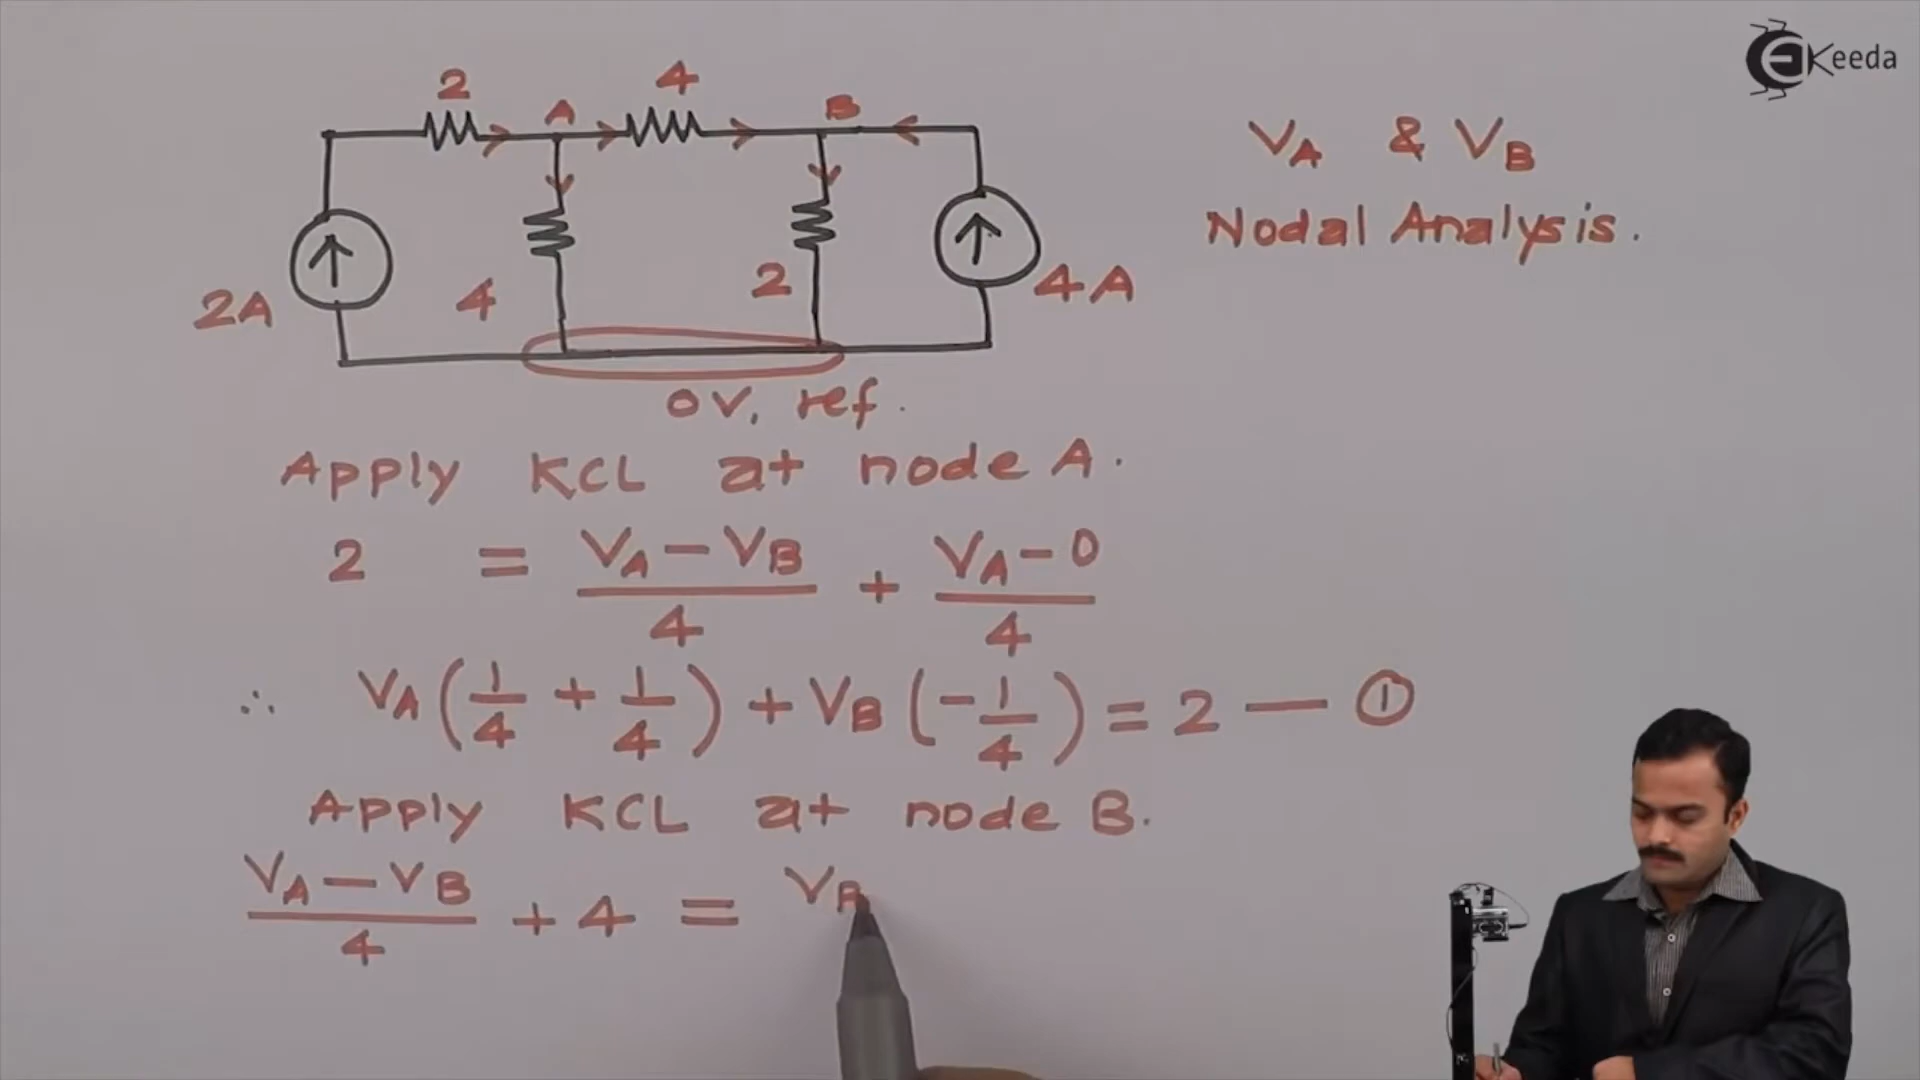 Keeda
2
4
A
B
VA & VB
Nodal Analysis.
2A
4
2
4A
0V, ref.
Apply KCL at node A.
2 = VA - VB / 4 + VA - 0 / 4
∴ VA (1/4 + 1/4) + VB (-1/4) = 2 — ①
Apply KCL at node B.
VA - VB / 4 + 4 = VB